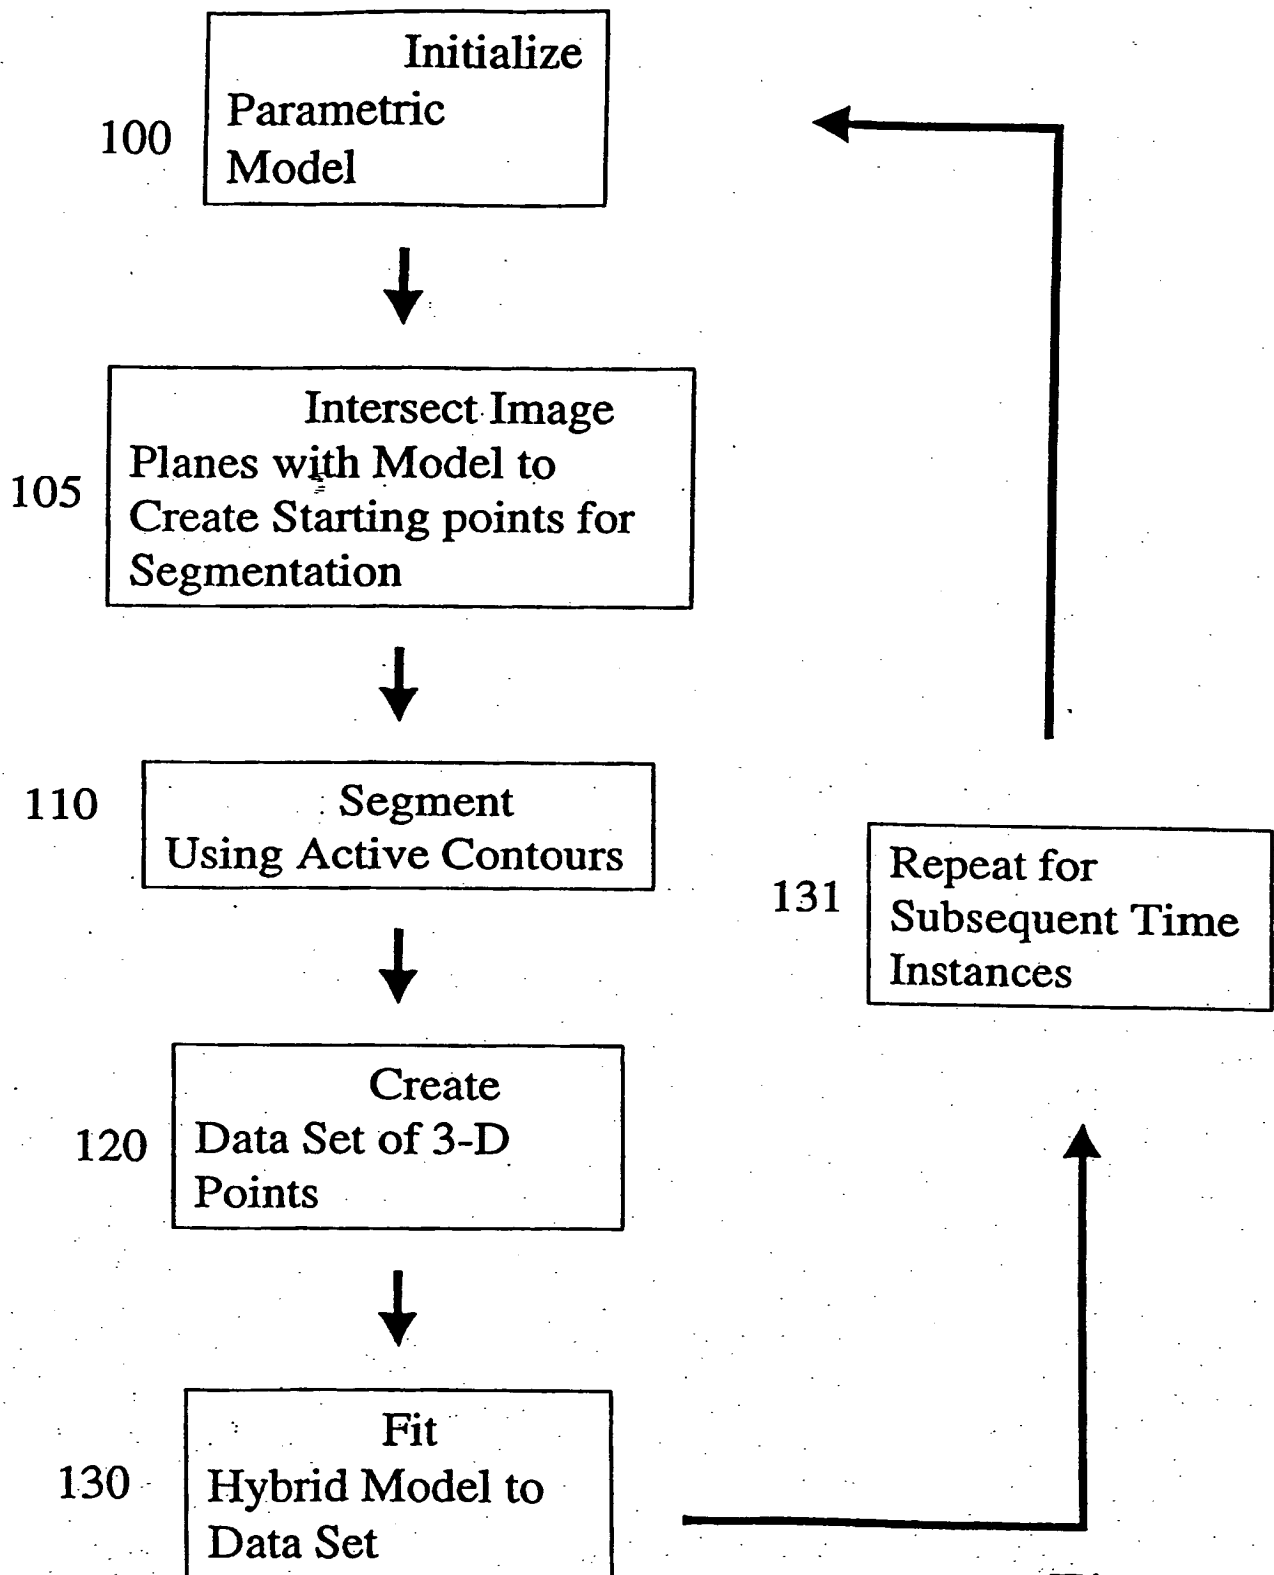 Initialize
Parametric
Model
100
Intersect Image
Planes with Model to
Create Starting points for
Segmentation
105
Segment
Using Active Contours
110
Create
Data Set of 3-D
Points
120
Fit
Hybrid Model to
Data Set
130
Repeat for
Subsequent Time
Instances
131